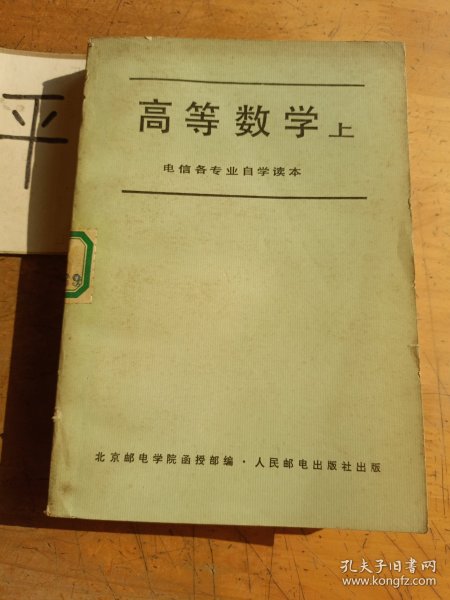 平
高等数学上
电信各专业自学读本
北京邮电学院函授部编·人民邮电出版社出版
孔夫子旧书网
www.kongfz.com